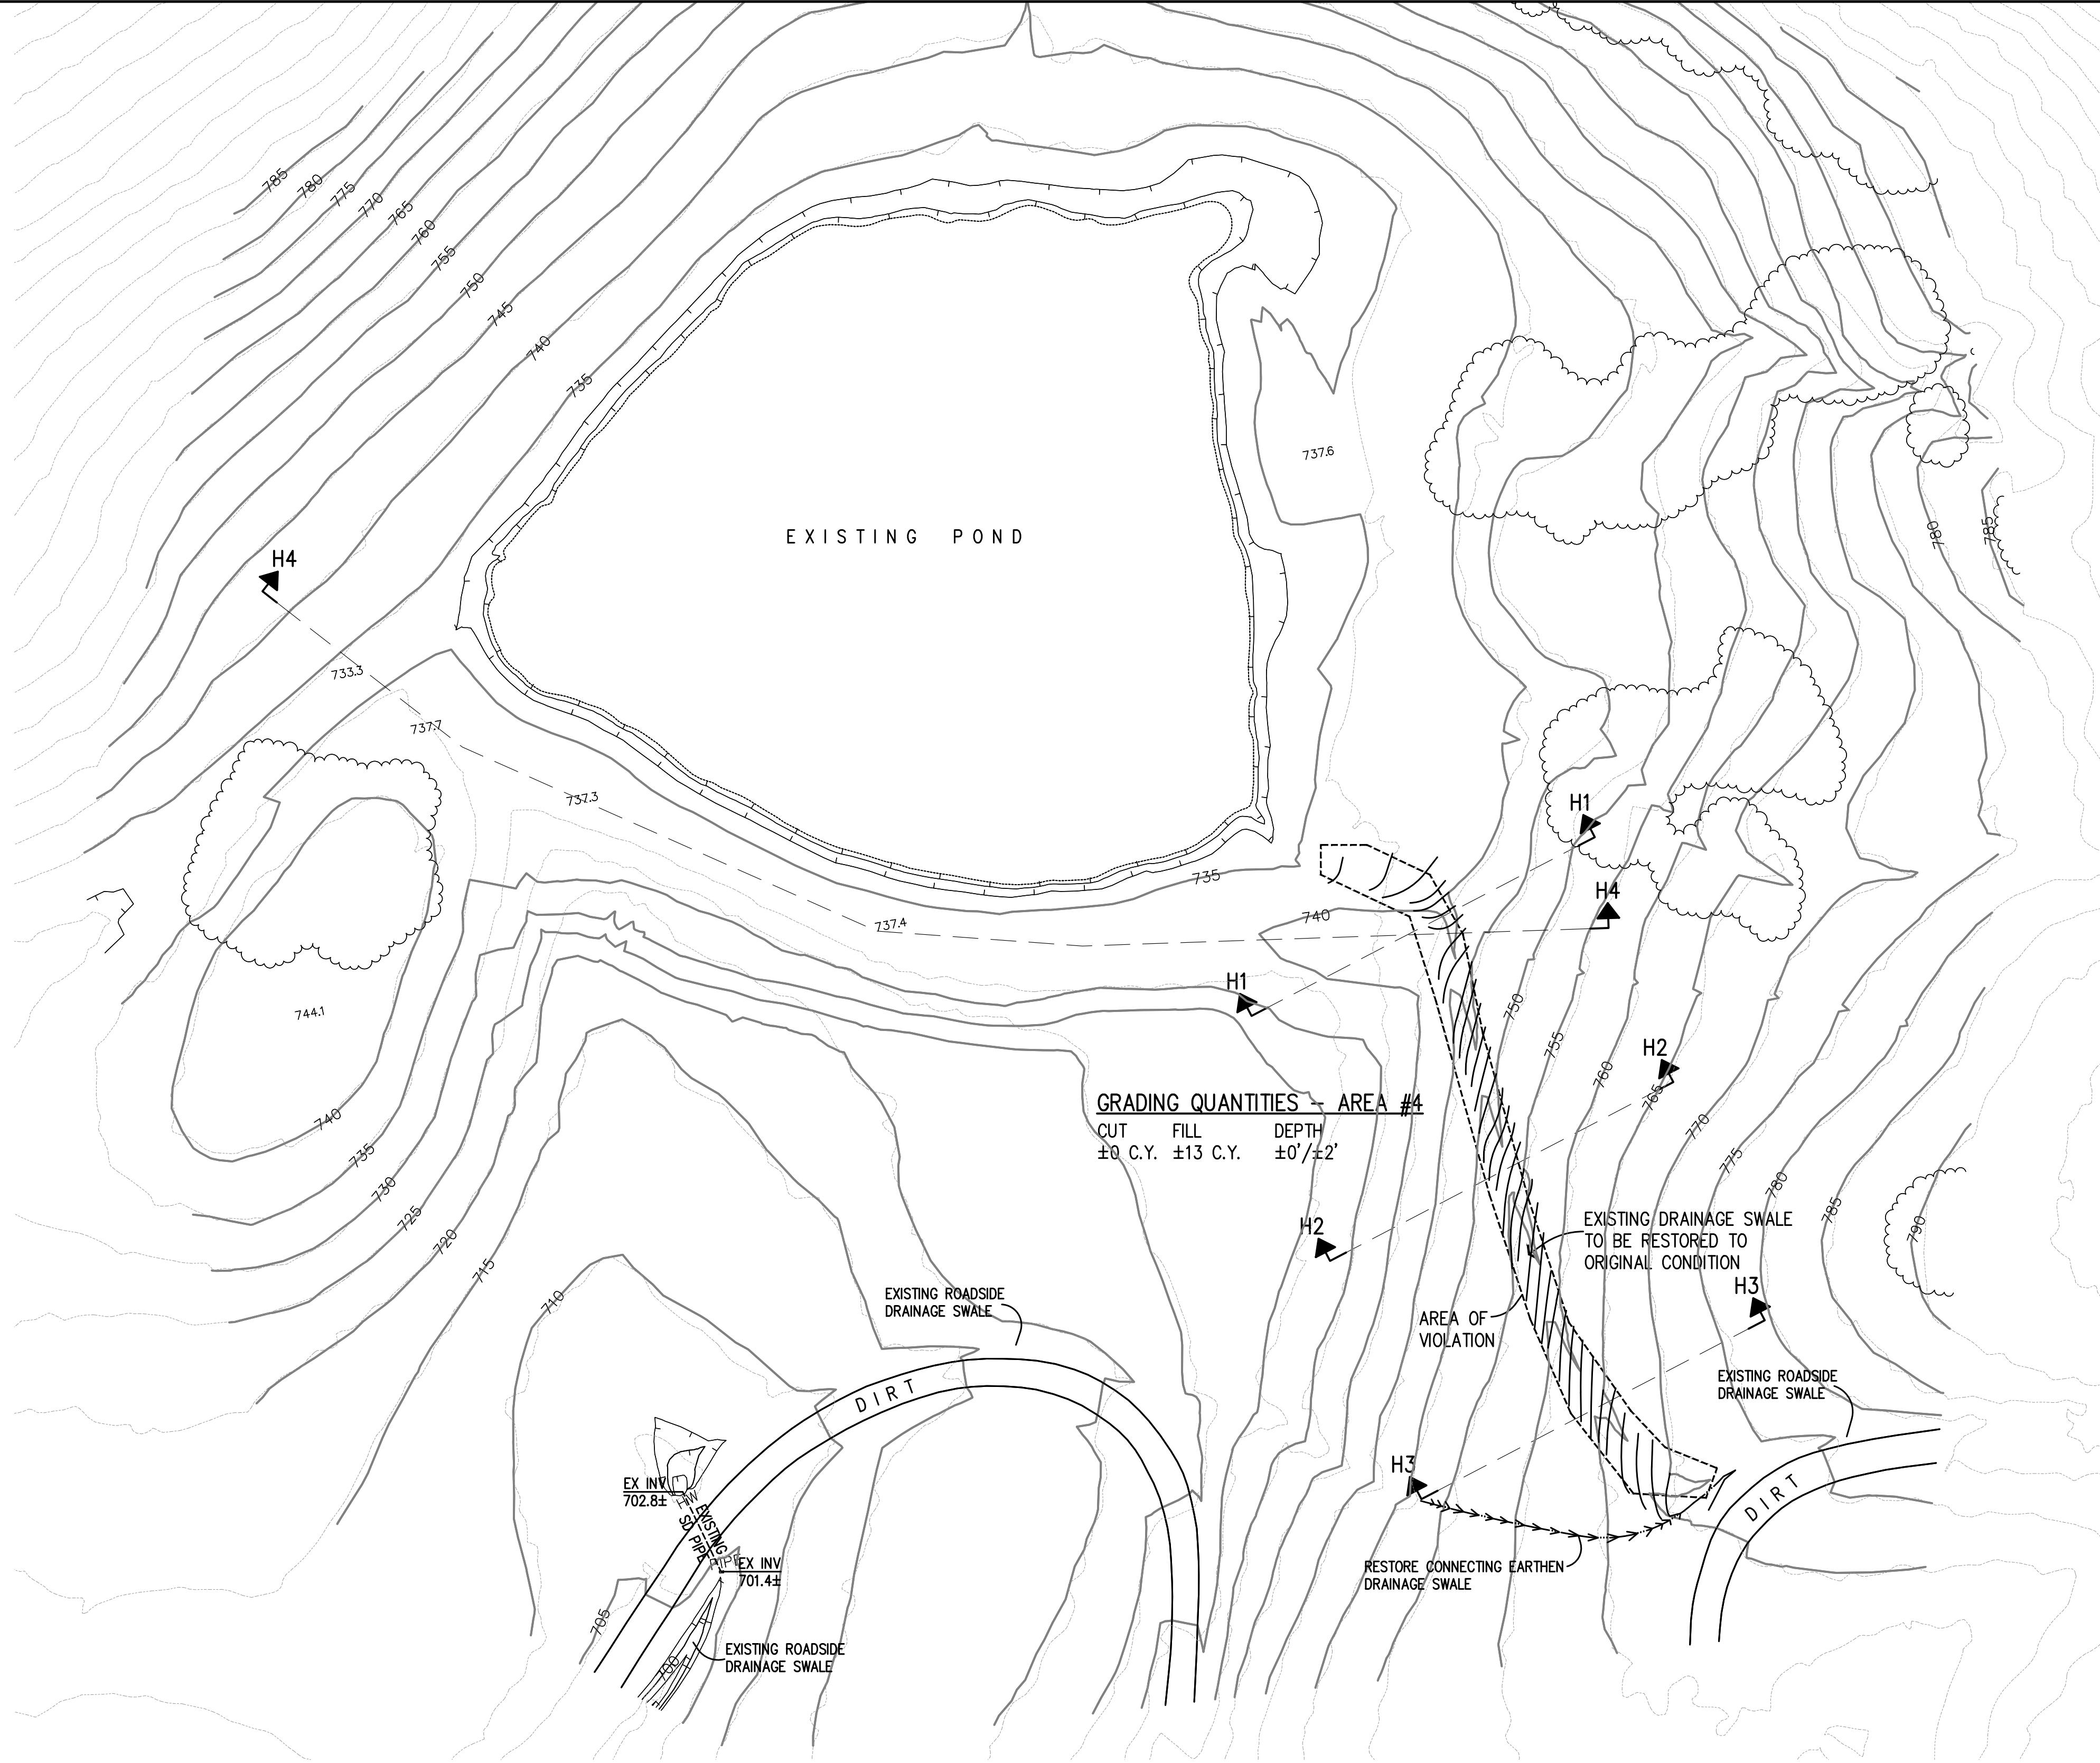 785
780
775
770
765
760
755
750
745
740
735
EXISTING POND
737.6
780
785
H4
733.3
737.7
737.3
737.4
735
740
H1
H4
H1
744.1
750
755
760
765
770
775
780
785
790
H2
GRADING QUANTITIES – AREA #4
CUT FILL DEPTH
±0 C.Y. ±13 C.Y. ±0'/±2'
740
735
730
725
720
715
710
H2
EXISTING DRAINAGE SWALE
TO BE RESTORED TO
ORIGINAL CONDITION
H3
AREA OF
VIOLATION
EXISTING ROADSIDE
DRAINAGE SWALE
DIRT
EXISTING ROADSIDE
DRAINAGE SWALE
DIRT
H3
EX INV
702.8±
HW
EXISTING
SD PIPE
PIPE
EX INV
701.4±
RESTORE CONNECTING EARTHEN
DRAINAGE SWALE
705
700
EXISTING ROADSIDE
DRAINAGE SWALE